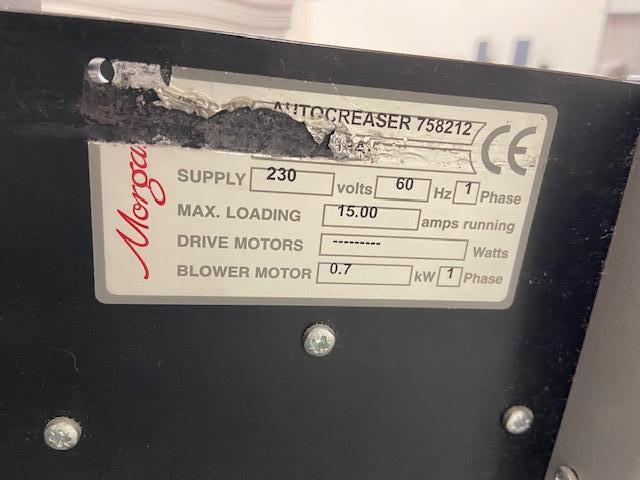 AUTOCREASER 758212
CE
Morga
SUPPLY 230 volts 60 Hz 1 Phase
MAX. LOADING 15.00 amps running
DRIVE MOTORS --------- Watts
BLOWER MOTOR 0.7 kW 1 Phase